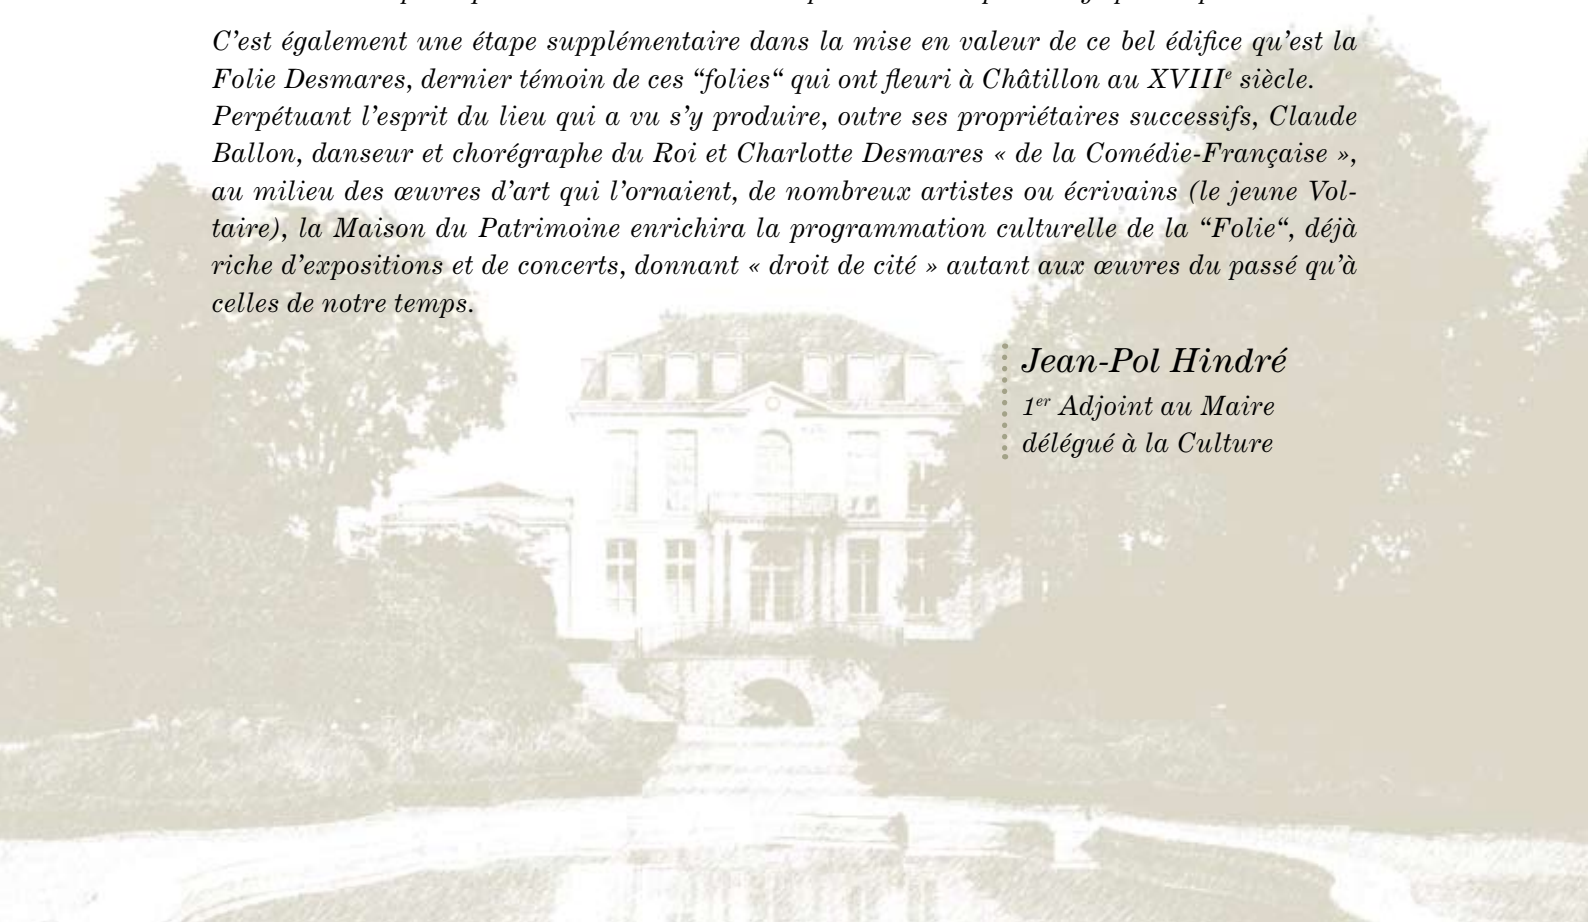 C’est également une étape supplémentaire dans la mise en valeur de ce bel édifice qu’est la
Folie Desmares, dernier témoin de ces “folies“ qui ont fleuri à Châtillon au XVIIIe siècle.
Perpétuant l’esprit du lieu qui a vu s’y produire, outre ses propriétaires successifs, Claude
Ballon, danseur et chorégraphe du Roi et Charlotte Desmares « de la Comédie-Française »,
au milieu des œuvres d’art qui l’ornaient, de nombreux artistes ou écrivains (le jeune Vol-
taire), la Maison du Patrimoine enrichira la programmation culturelle de la “Folie“, déjà
riche d’expositions et de concerts, donnant « droit de cité » autant aux œuvres du passé qu’à
celles de notre temps.
Jean-Pol Hindré
1er Adjoint au Maire
délégué à la Culture